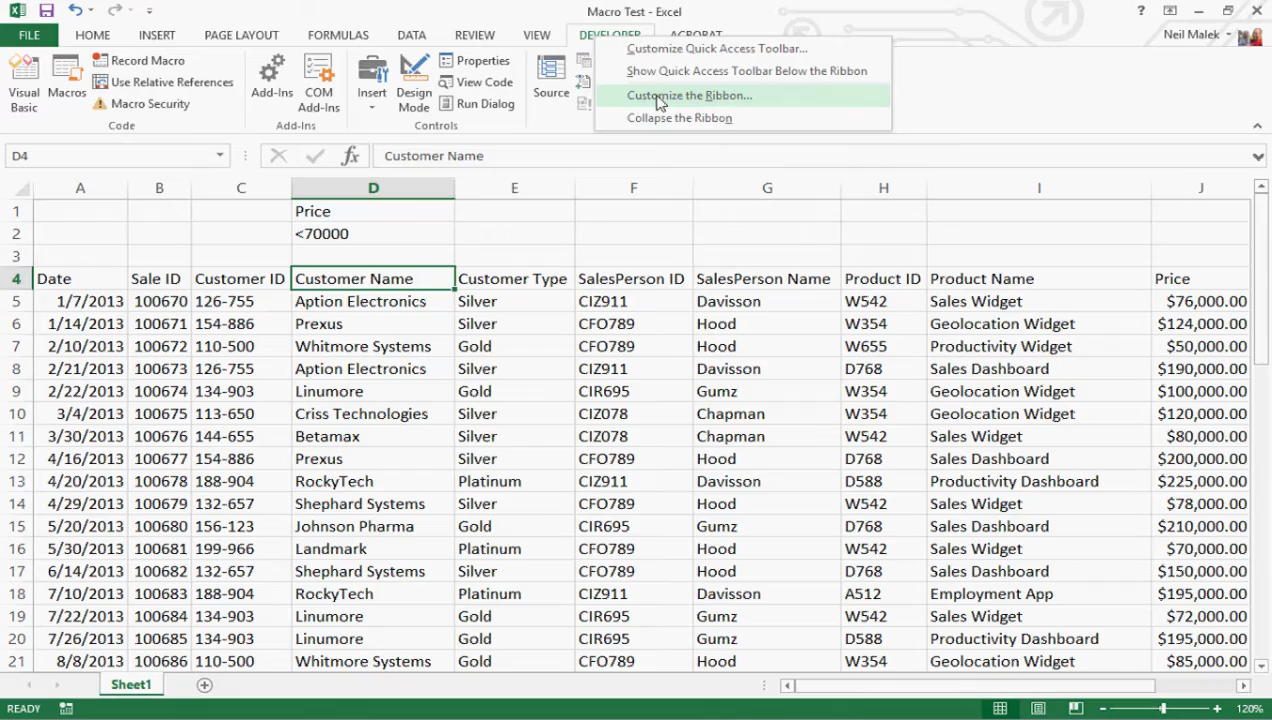 Macro Test - Excel
?
FILE HOME INSERT PAGE LAYOUT FORMULAS DATA REVIEW VIEW DEVELOPER ACROBAT Neil Malek
Customize Quick Access Toolbar...
Show Quick Access Toolbar Below the Ribbon
Customize the Ribbon...
Collapse the Ribbon
Visual Basic
Macros
Record Macro
Use Relative References
Macro Security
Code
Add-Ins
COM Add-Ins
Add-Ins
Insert
Design Mode
Properties
View Code
Run Dialog
Controls
Source
D4 fx Customer Name
A B C D E F G H I J
1 Price
2 <70000
3
4 Date Sale ID Customer ID Customer Name Customer Type SalesPerson ID SalesPerson Name Product ID Product Name Price
5 1/7/2013 100670 126-755 Aption Electronics Silver CIZ911 Davisson W542 Sales Widget $76,000.00
6 1/14/2013 100671 154-886 Prexus Silver CFO789 Hood W354 Geolocation Widget $124,000.00
7 2/10/2013 100672 110-500 Whitmore Systems Gold CFO789 Hood W655 Productivity Widget $50,000.00
8 2/21/2013 100673 126-755 Aption Electronics Silver CIZ911 Davisson D768 Sales Dashboard $190,000.00
9 2/22/2013 100674 134-903 Linumore Gold CIR695 Gumz W354 Geolocation Widget $100,000.00
10 3/4/2013 100675 113-650 Criss Technologies Silver CIZ078 Chapman W354 Geolocation Widget $120,000.00
11 3/30/2013 100676 144-655 Betamax Silver CIZ078 Chapman W542 Sales Widget $80,000.00
12 4/16/2013 100677 154-886 Prexus Silver CFO789 Hood D768 Sales Dashboard $200,000.00
13 4/20/2013 100678 188-904 RockyTech Platinum CIZ911 Davisson D588 Productivity Dashboard $225,000.00
14 4/29/2013 100679 132-657 Shephard Systems Silver CFO789 Hood W542 Sales Widget $78,000.00
15 5/20/2013 100680 156-123 Johnson Pharma Gold CIR695 Gumz D768 Sales Dashboard $210,000.00
16 5/30/2013 100681 199-966 Landmark Platinum CFO789 Hood W542 Sales Widget $70,000.00
17 6/14/2013 100682 132-657 Shephard Systems Silver CFO789 Hood D768 Sales Dashboard $150,000.00
18 7/10/2013 100683 188-904 RockyTech Platinum CIZ911 Davisson A512 Employment App $195,000.00
19 7/22/2013 100684 134-903 Linumore Gold CIR695 Gumz W542 Sales Widget $72,000.00
20 7/26/2013 100685 134-903 Linumore Gold CIR695 Gumz D588 Productivity Dashboard $195,000.00
21 8/8/2013 100686 110-500 Whitmore Systems Gold CFO789 Hood W354 Geolocation Widget $85,000.00
Sheet1
READY 120%